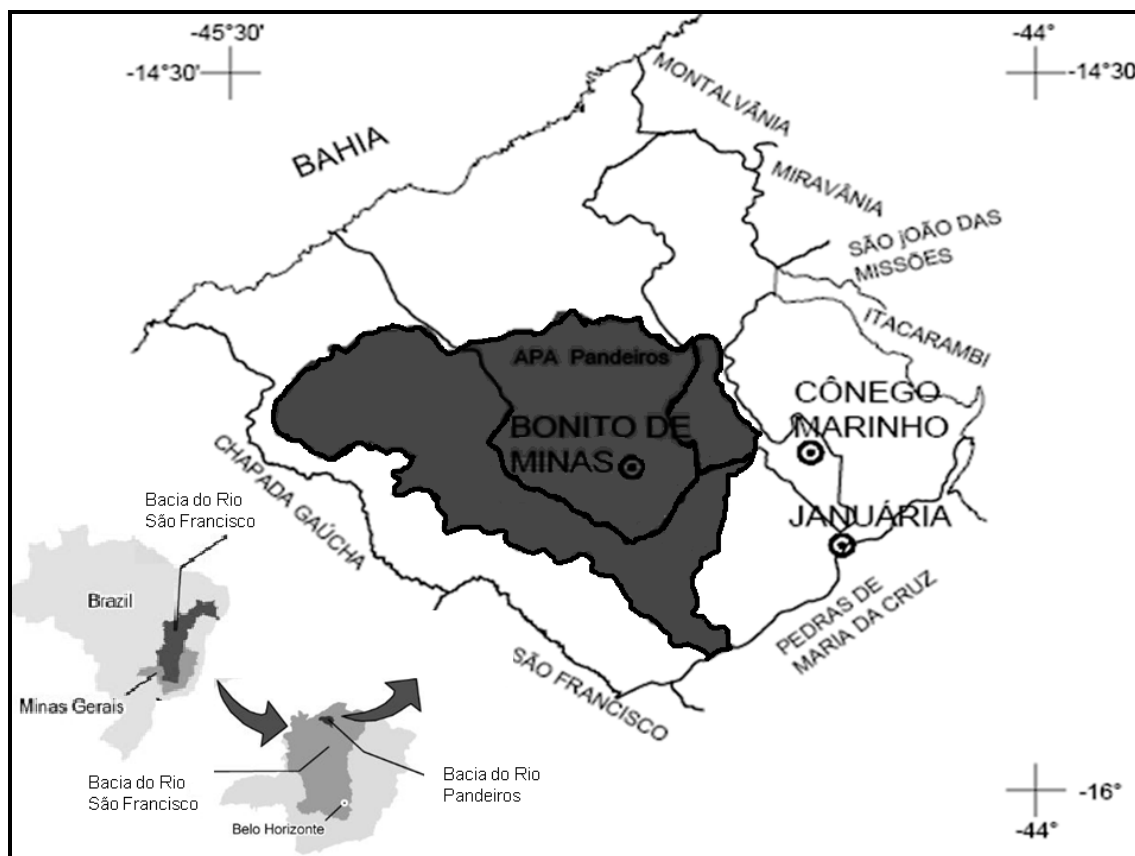 -45°30'
-44°
-14°30'
-14°30'
MONTALVÂNIA
BAHIA
MIRAVÂNIA
SÃO jOÃO DAS
MISSÕES
ITACARAMBI
APA Pandeiros
CÔNEGO
MARINHO
BONITO DE
MINAS
CHAPADA GAÚCHA
JANUÁRIA
Bacia do Rio
São Francisco
Brazil
PEDRAS DE
MARIA DA CRUZ
SÃO FRANCISCO
Minas Gerais
Bacia do Rio
São Francisco
Bacia do Rio
Pandeiros
Belo Horizonte
-16°
-44°